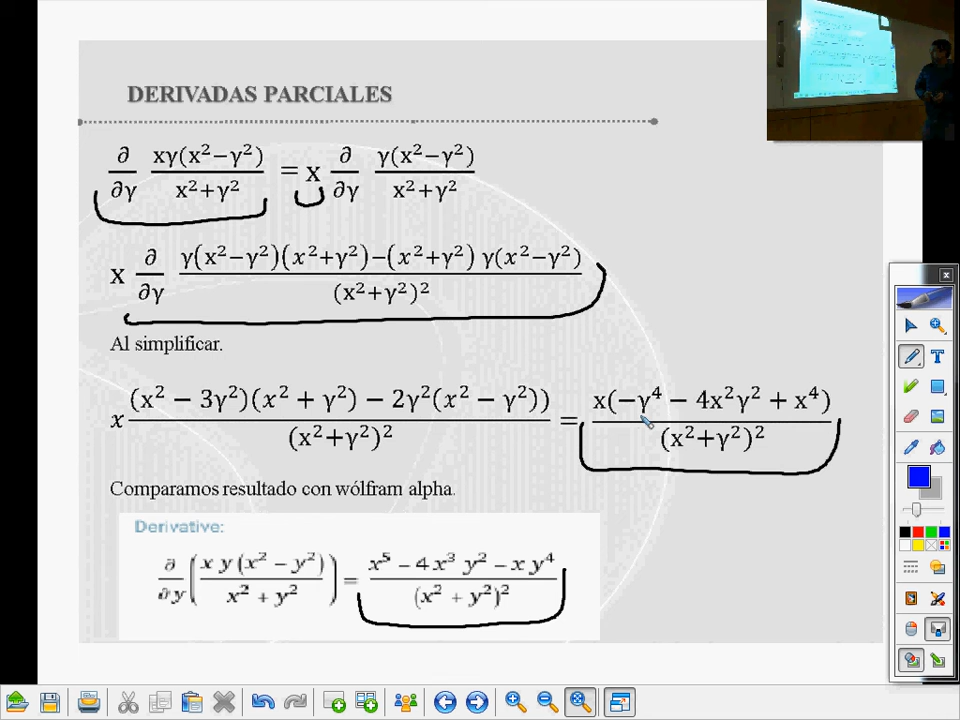 DERIVADAS PARCIALES
∂/∂γ xγ(x²−γ²)/x²+γ² = x ∂/∂γ γ(x²−γ²)/x²+γ²
x ∂/∂γ γ(x²−γ²)(x²+γ²)−(x²+γ²) γ(x²−γ²)/(x²+γ²)²
Al simplificar.
x (x² − 3γ²)(x² + γ²) − 2γ²(x² − γ²))/(x²+γ²)² = x(−γ⁴ − 4x²γ² + x⁴)/(x²+γ²)²
Comparamos resultado con wólfram alpha.
Derivative:
∂/∂y (x y (x² − y²)/x² + y²) = x⁵ − 4 x³ y² − x y⁴/(x² + y²)²